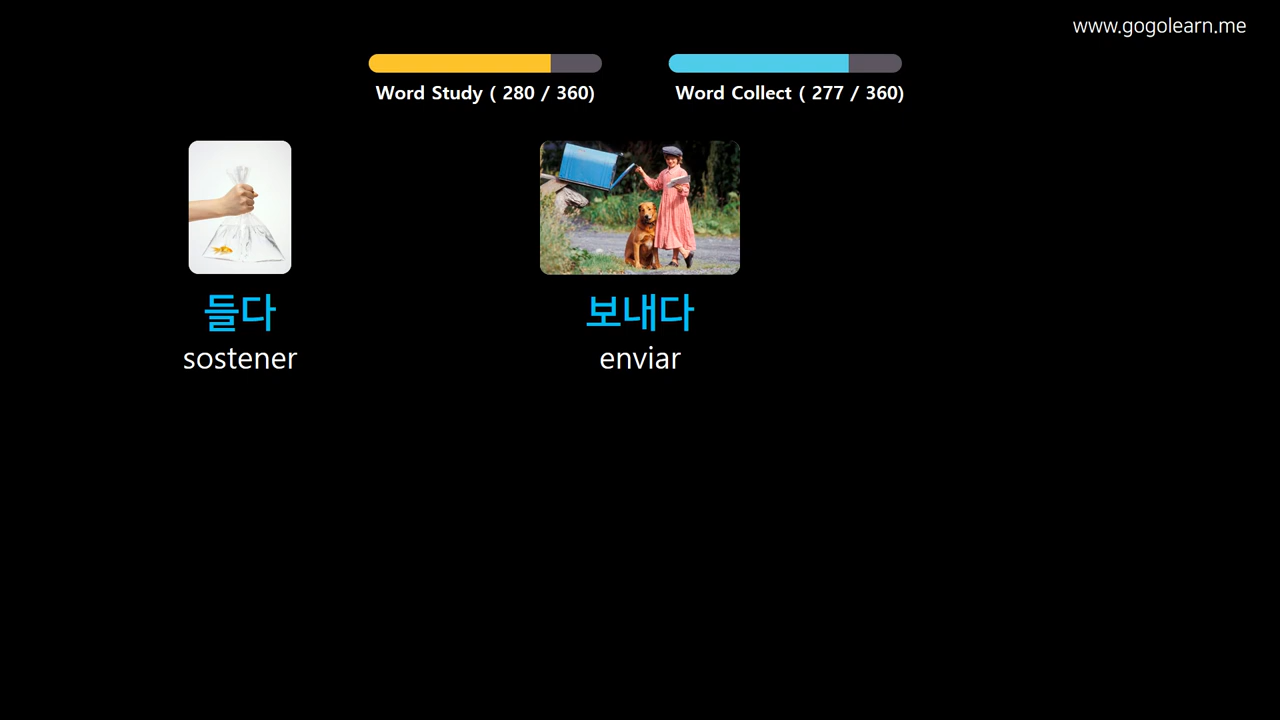 www.gogolearn.me
Word Study ( 280 / 360)
Word Collect ( 277 / 360)
들다
보내다
sostener
enviar